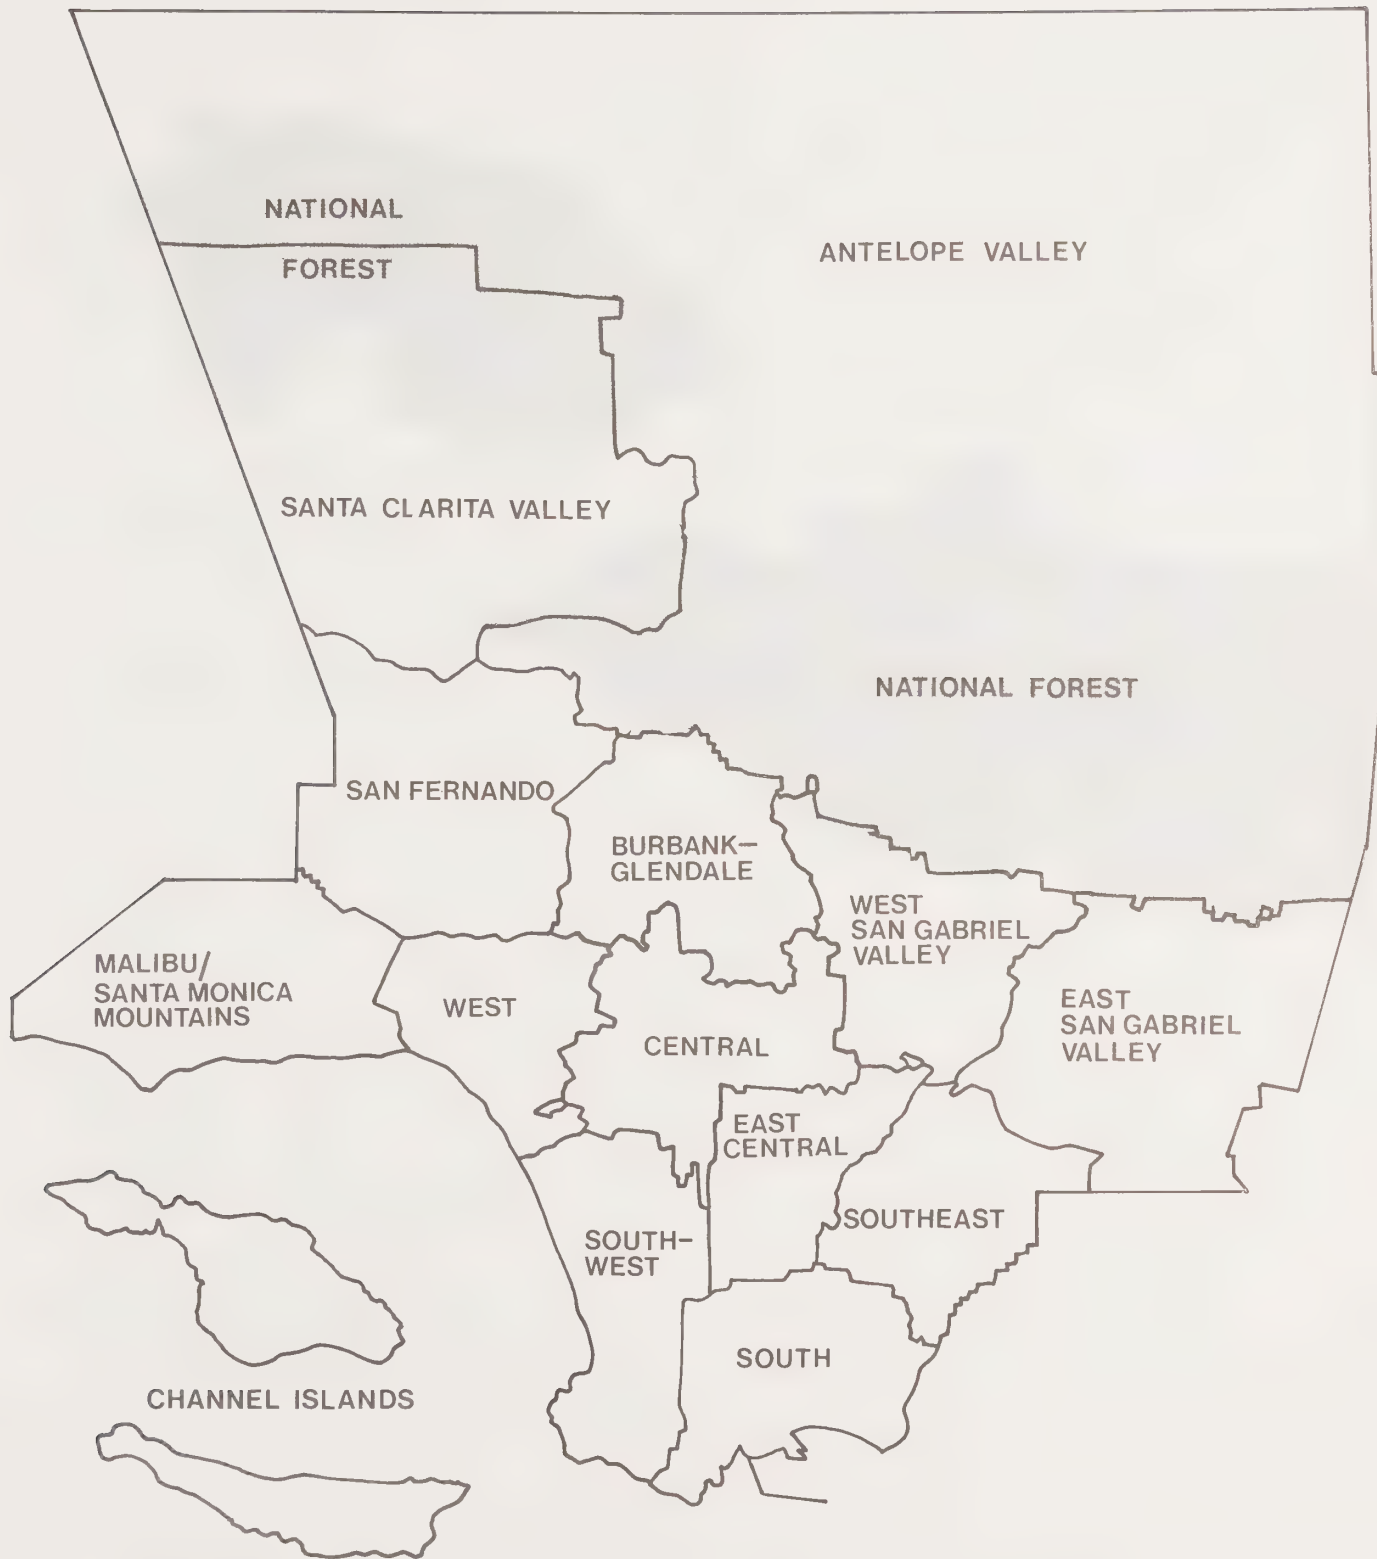 NATIONAL
FOREST
ANTELOPE VALLEY
SANTA CLARITA VALLEY
NATIONAL FOREST
SAN FERNANDO
BURBANK–
GLENDALE
WEST
SAN GABRIEL
VALLEY
MALIBU/
SANTA MONICA
MOUNTAINS
WEST
EAST
SAN GABRIEL
VALLEY
CENTRAL
EAST
CENTRAL
SOUTHEAST
SOUTH–
WEST
SOUTH
CHANNEL ISLANDS